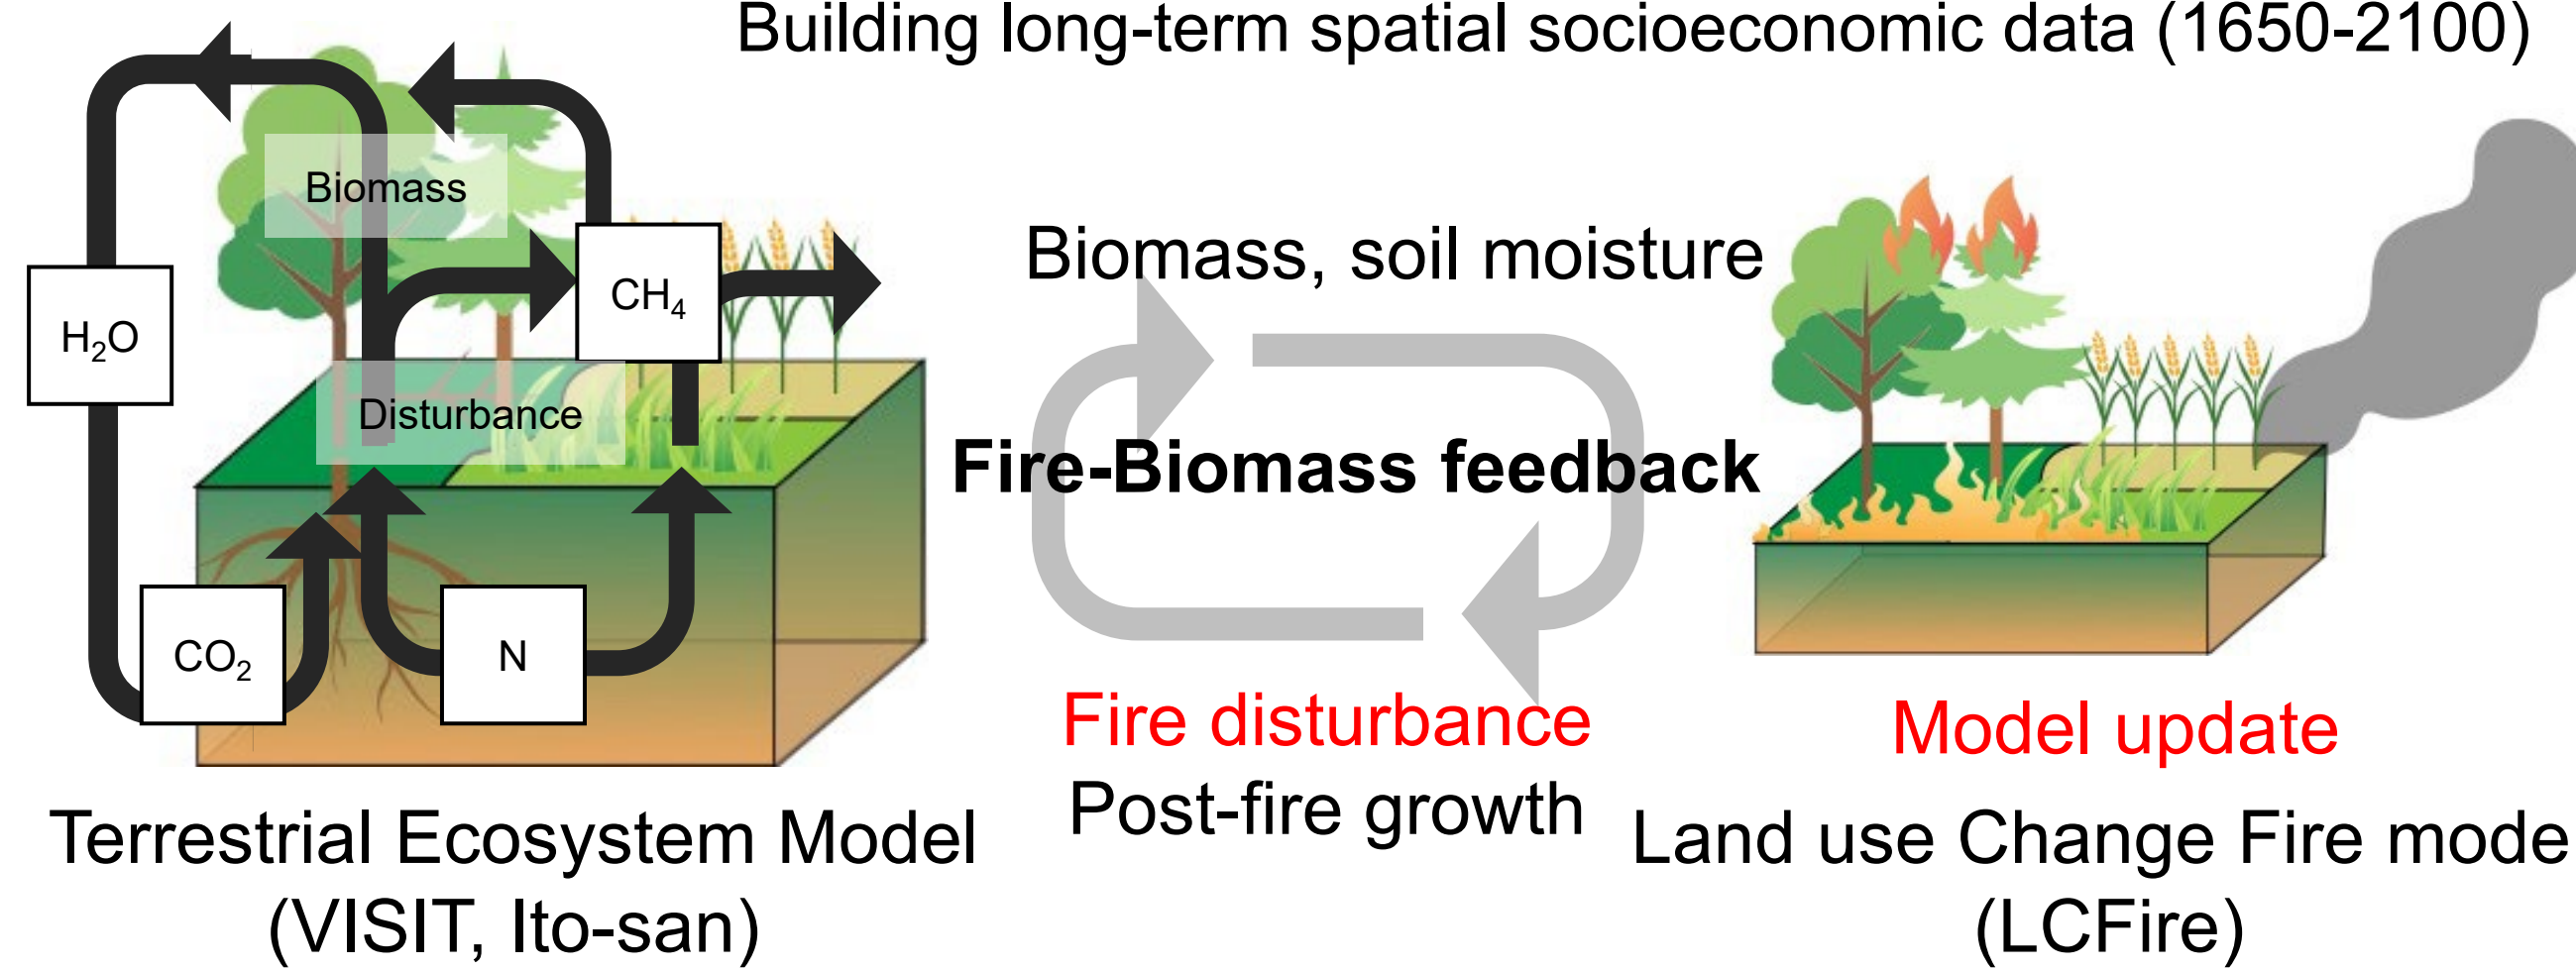 Building long-term spatial socioeconomic data (1650-2100)
Biomass
H₂O
CH₄
Disturbance
CO₂
N
Biomass, soil moisture
Fire-Biomass feedback
Fire disturbance
Post-fire growth
Model update
Terrestrial Ecosystem Model
(VISIT, Ito-san)
Land use Change Fire mode
(LCFire)